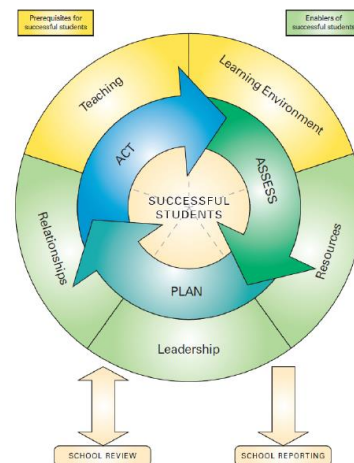 Prerequisites for
successful students
Enablers of
successful students
Teaching
Learning Environment
ACT
ASSESS
SUCCESSFUL
STUDENTS
Relationships
Resources
PLAN
Leadership
SCHOOL REVIEW
SCHOOL REPORTING